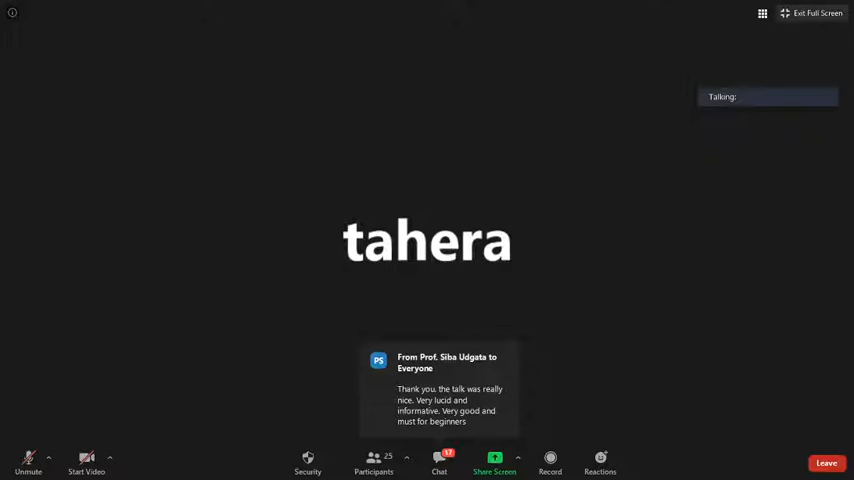 Exit Full Screen
Talking:
tahera
PS
From Prof. Siba Udgata to
Everyone
Thank you. the talk was really
nice. Very lucid and
informative. Very good and
must for beginners
25
17
Unmute
Start Video
Security
Participants
Chat
Share Screen
Record
Reactions
Leave